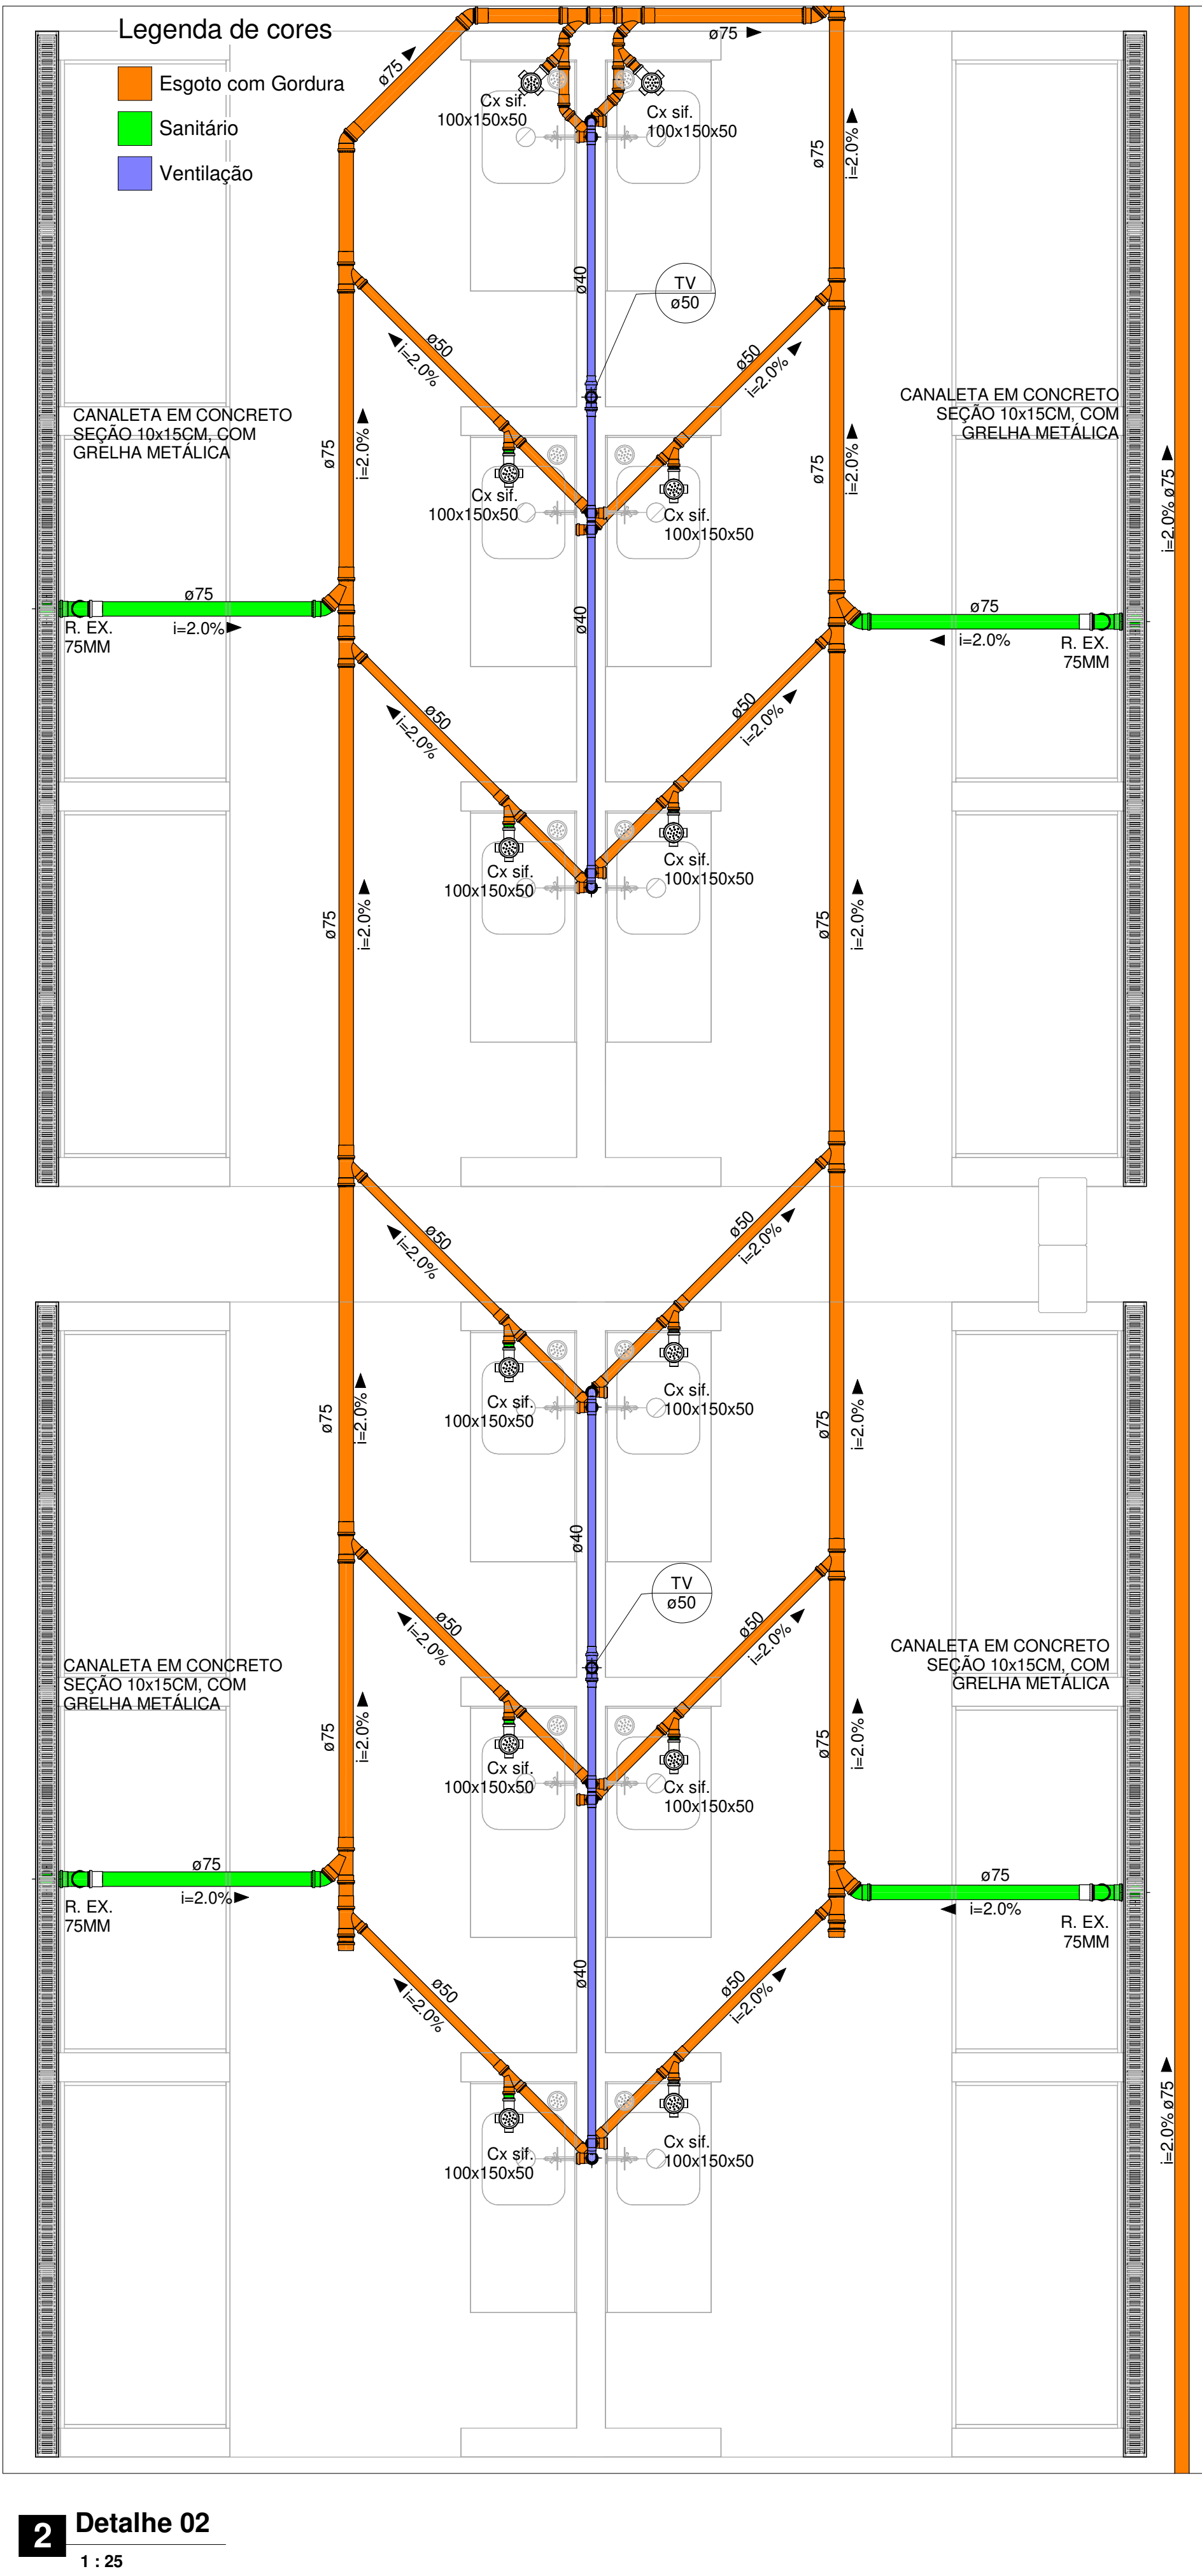 Legenda de cores
Esgoto com Gordura
Sanitário
Ventilação
ø75
ø75
Cx sif.
100x150x50
Cx sif.
100x150x50
ø75
i=2.0%
ø40
TV
ø50
ø50
i=2.0%
ø50
i=2.0%
CANALETA EM CONCRETO
SEÇÃO 10x15CM, COM
GRELHA METÁLICA
ø75
i=2.0%
ø75
i=2.0%
CANALETA EM CONCRETO
SEÇÃO 10x15CM, COM
GRELHA METÁLICA
i=2.0% ø75
Cx sif.
100x150x50
Cx sif.
100x150x50
ø75
i=2.0%
R. EX.
75MM
ø40
ø75
i=2.0%
R. EX.
75MM
ø50
i=2.0%
ø50
i=2.0%
Cx sif.
100x150x50
Cx sif.
100x150x50
ø75
i=2.0%
ø75
i=2.0%
ø50
i=2.0%
ø50
i=2.0%
Cx sif.
100x150x50
Cx sif.
100x150x50
ø75
i=2.0%
ø75
i=2.0%
ø40
TV
ø50
ø50
i=2.0%
ø50
i=2.0%
CANALETA EM CONCRETO
SEÇÃO 10x15CM, COM
GRELHA METÁLICA
ø75
i=2.0%
ø75
i=2.0%
CANALETA EM CONCRETO
SEÇÃO 10x15CM, COM
GRELHA METÁLICA
Cx sif.
100x150x50
Cx sif.
100x150x50
ø75
i=2.0%
R. EX.
75MM
ø75
i=2.0%
R. EX.
75MM
ø40
ø50
i=2.0%
ø50
i=2.0%
i=2.0% ø75
Cx sif.
100x150x50
Cx sif.
100x150x50
2
Detalhe 02
1 : 25